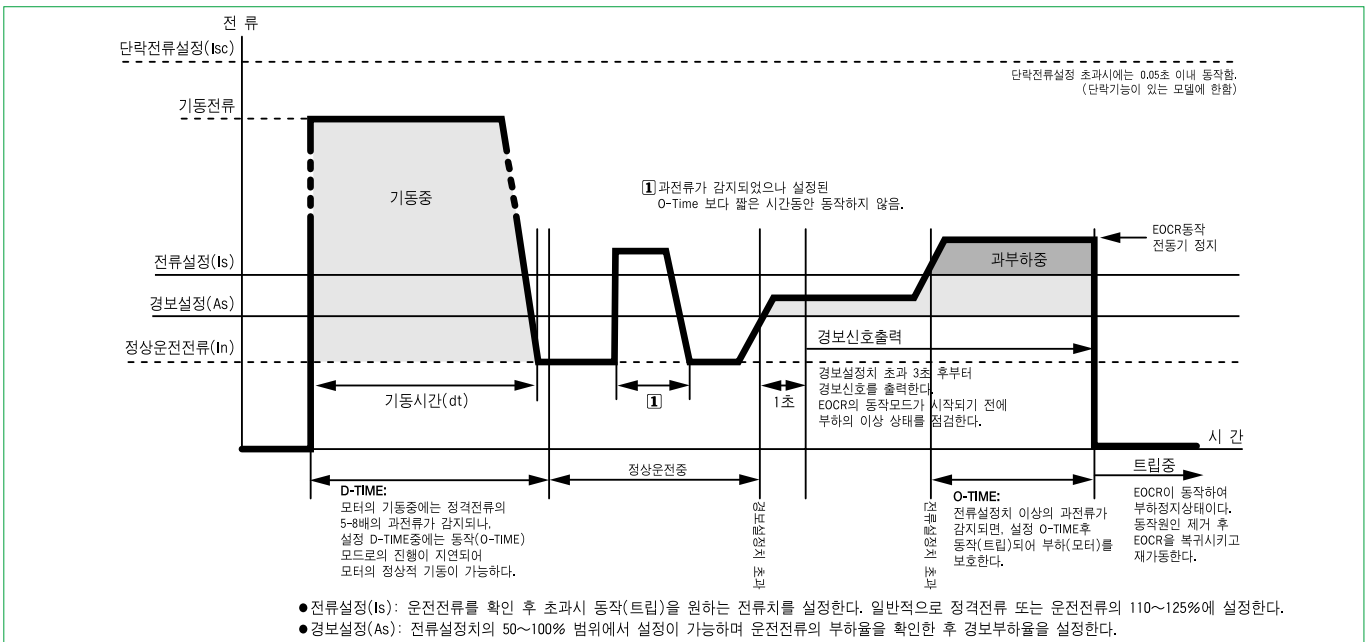 전 류
단락전류설정(Isc)
단락전류설정 초과시에는 0.05초 이내 동작함.
(단락기능이 있는 모델에 한함)
기동전류
기동중
1 과전류가 감지되었으나 설정된
O-Time 보다 짧은 시간동안 동작하지 않음.
EOCR동작
전동기 정지
전류설정(Is)
과부하중
경보설정(As)
경보신호출력
정상운전전류(In)
기동시간(dt)
1
1초
경보설정치 초과 3초 후부터
경보신호를 출력한다.
EOCR의 동작모드가 시작되기 전에
부하의 이상 상태를 점검한다.
시 간
정상운전중
트립중
D-TIME:
모터의 기동중에는 정격전류의
5-8배의 과전류가 감지되나,
설정 D-TIME중에는 동작(O-TIME)
모드로의 진행이 지연되어
모터의 정상적 기동이 가능하다.
경보설정치 초과
전류설정치 초과
O-TIME:
전류설정치 이상의 과전류가
감지되면, 설정 O-TIME후
동작(트립)되어 부하(모터)를
보호한다.
EOCR이 동작하여
부하정지상태이다.
동작원인 제거 후
EOCR을 복귀시키고
재가동한다.
●전류설정(Is): 운전전류를 확인 후 초과시 동작(트립)을 원하는 전류치를 설정한다. 일반적으로 정격전류 또는 운전전류의 110~125%에 설정한다.
●경보설정(As): 전류설정치의 50~100% 범위에서 설정이 가능하며 운전전류의 부하율을 확인한 후 경보부하율을 설정한다.